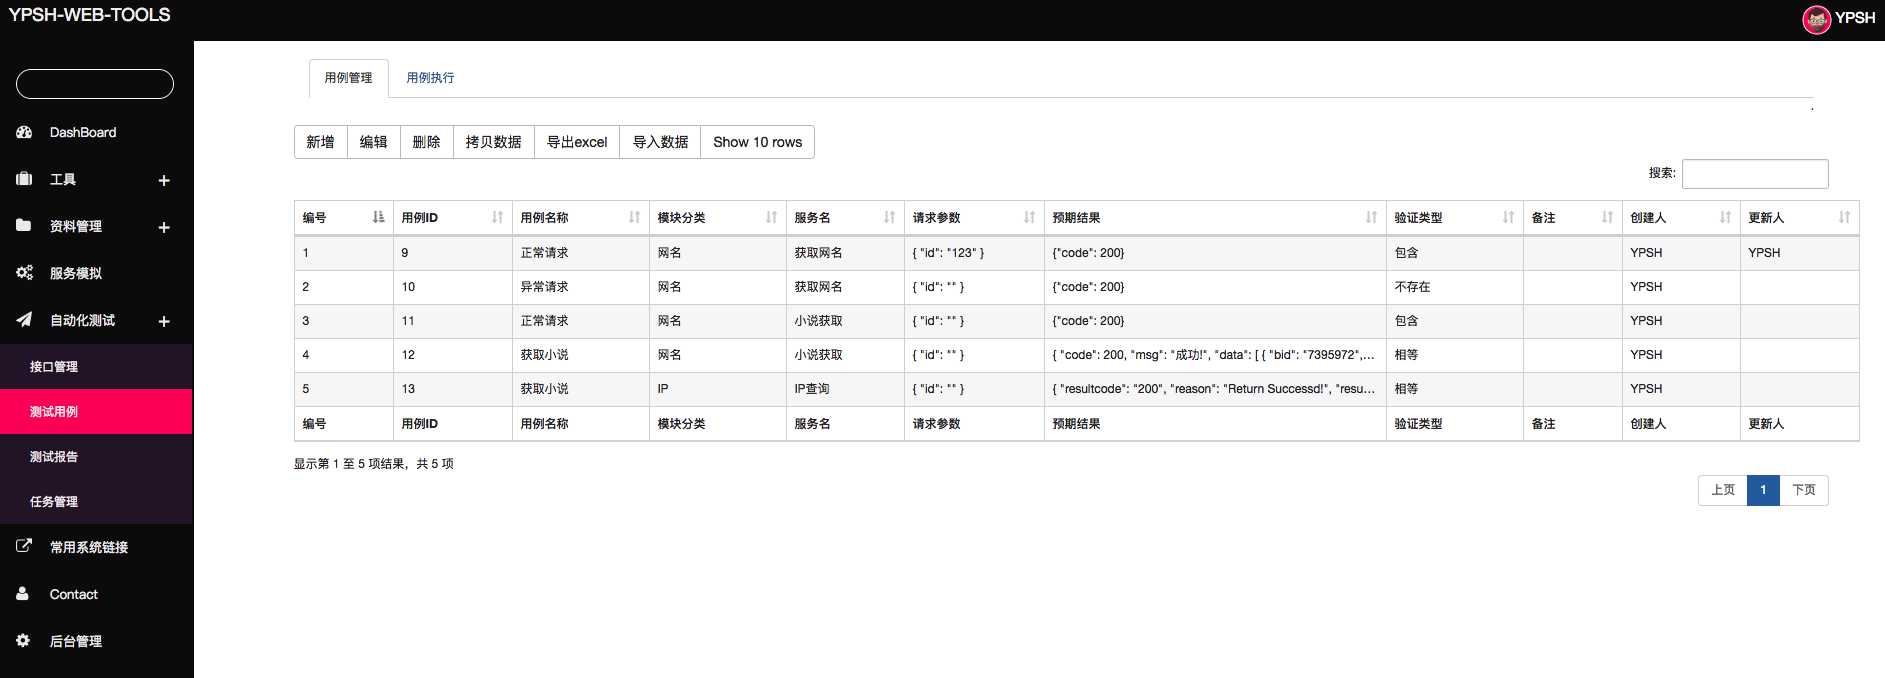 YPSH-WEB-TOOLS
YPSH
DashBoard
工具
资料管理
服务模拟
自动化测试
接口管理
测试用例
测试报告
任务管理
常用系统链接
Contact
后台管理
用例管理 用例执行
新增 编辑 删除 拷贝数据 导出excel 导入数据 Show 10 rows
搜索:
编号 用例ID 用例名称 模块分类 服务名 请求参数 预期结果 验证类型 备注 创建人 更新人
1 9 正常请求 网名 获取网名 { "id": "123" } {"code": 200} 包含 YPSH YPSH
2 10 异常请求 网名 获取网名 { "id": "" } {"code": 200} 不存在 YPSH
3 11 正常请求 网名 小说获取 { "id": "" } {"code": 200} 包含 YPSH
4 12 获取小说 网名 小说获取 { "id": "" } { "code": 200, "msg": "成功!", "data": [ { "bid": "7395972",... 相等 YPSH
5 13 获取小说 IP IP查询 { "id": "" } { "resultcode": "200", "reason": "Return Successd!", "resu... 相等 YPSH
编号 用例ID 用例名称 模块分类 服务名 请求参数 预期结果 验证类型 备注 创建人 更新人
显示第 1 至 5 项结果，共 5 项
上页 1 下页